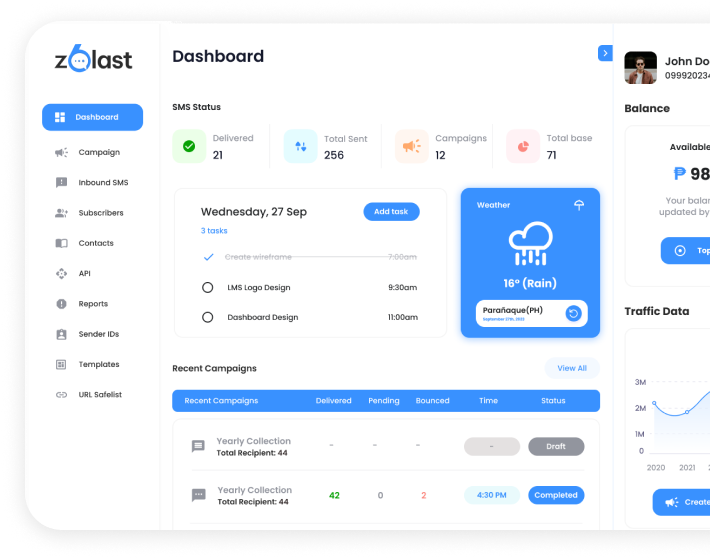 z6last
Dashboard
Campaign
Inbound SMS
Subscribers
Contacts
API
Reports
Sender IDs
Templates
URL Safelist
Dashboard
SMS Status
Delivered
21
Total Sent
256
Campaigns
12
Total base
71
Wednesday, 27 Sep
Add task
3 tasks
Create wireframe 7:00am
LMS Logo Design 9:30am
Dashboard Design 11:00am
Weather
16° (Rain)
Parañaque(PH)
September 27th, 2023
Recent Campaigns
View All
Recent Campaigns Delivered Pending Bounced Time Status
Yearly Collection - - - - Draft
Total Recipient: 44
Yearly Collection 42 0 2 4:30 PM Completed
Total Recipient: 44
John Do
09992023
Balance
Available
₱ 98
Your balan
updated by
Top
Traffic Data
3M
2M
1M
0
2020 2021 2
Create